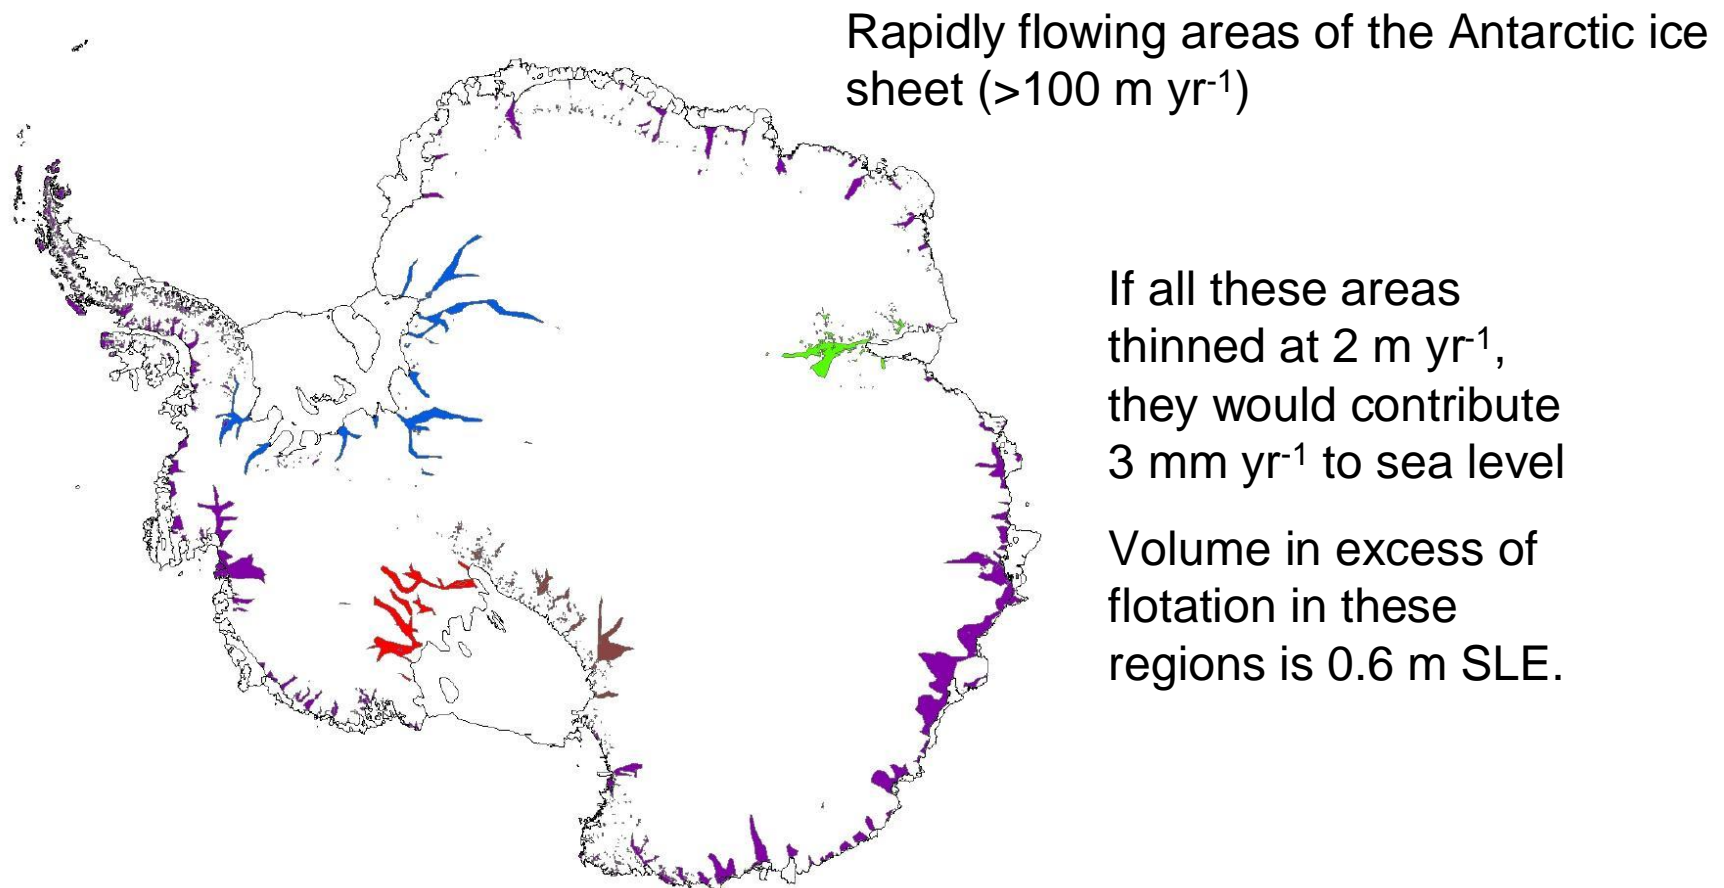 Rapidly flowing areas of the Antarctic ice
sheet (>100 m yr-1)
If all these areas
thinned at 2 m yr-1,
they would contribute
3 mm yr-1 to sea level
Volume in excess of
flotation in these
regions is 0.6 m SLE.